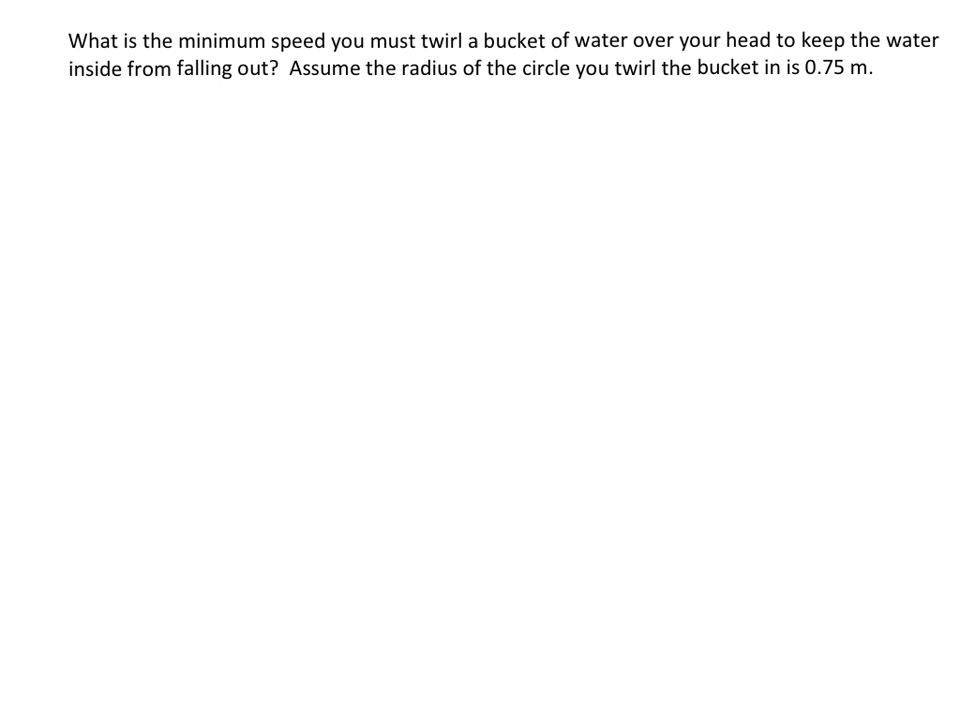 What is the minimum speed you must twirl a bucket of water over your head to keep the water
inside from falling out?  Assume the radius of the circle you twirl the bucket in is 0.75 m.